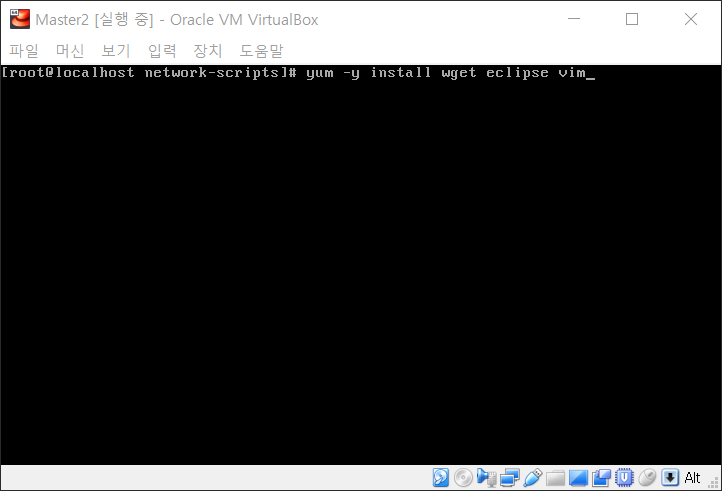 Master2 [실행 중] - Oracle VM VirtualBox
파일 머신 보기 입력 장치 도움말
[root@localhost network-scripts]# yum -y install wget eclipse vim_
Alt